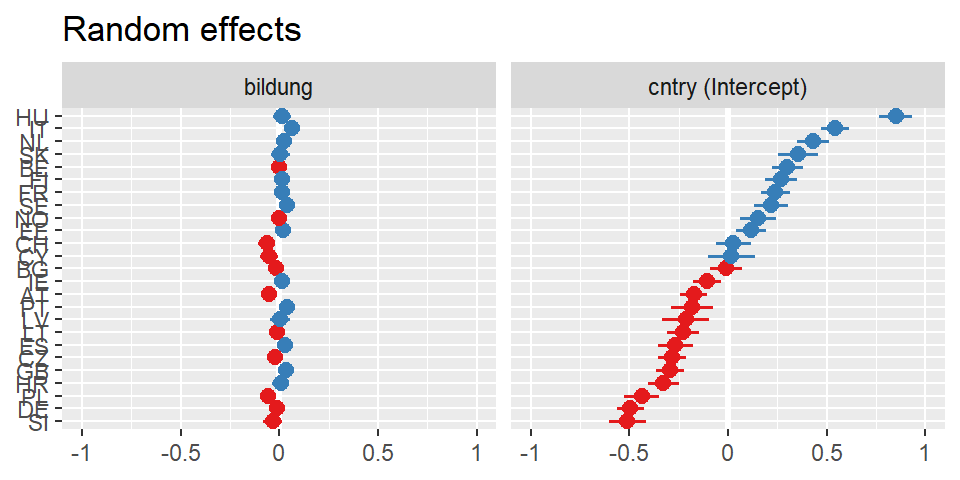 Random effects
bildung
cntry (Intercept)
HU
IT
NL
SK
BE
FI
FR
SE
NO
EE
CH
CY
BG
IE
AT
PT
LV
LT
ES
CZ
GB
HR
PL
DE
SI
-1 -0.5 0 0.5 1
-1 -0.5 0 0.5 1